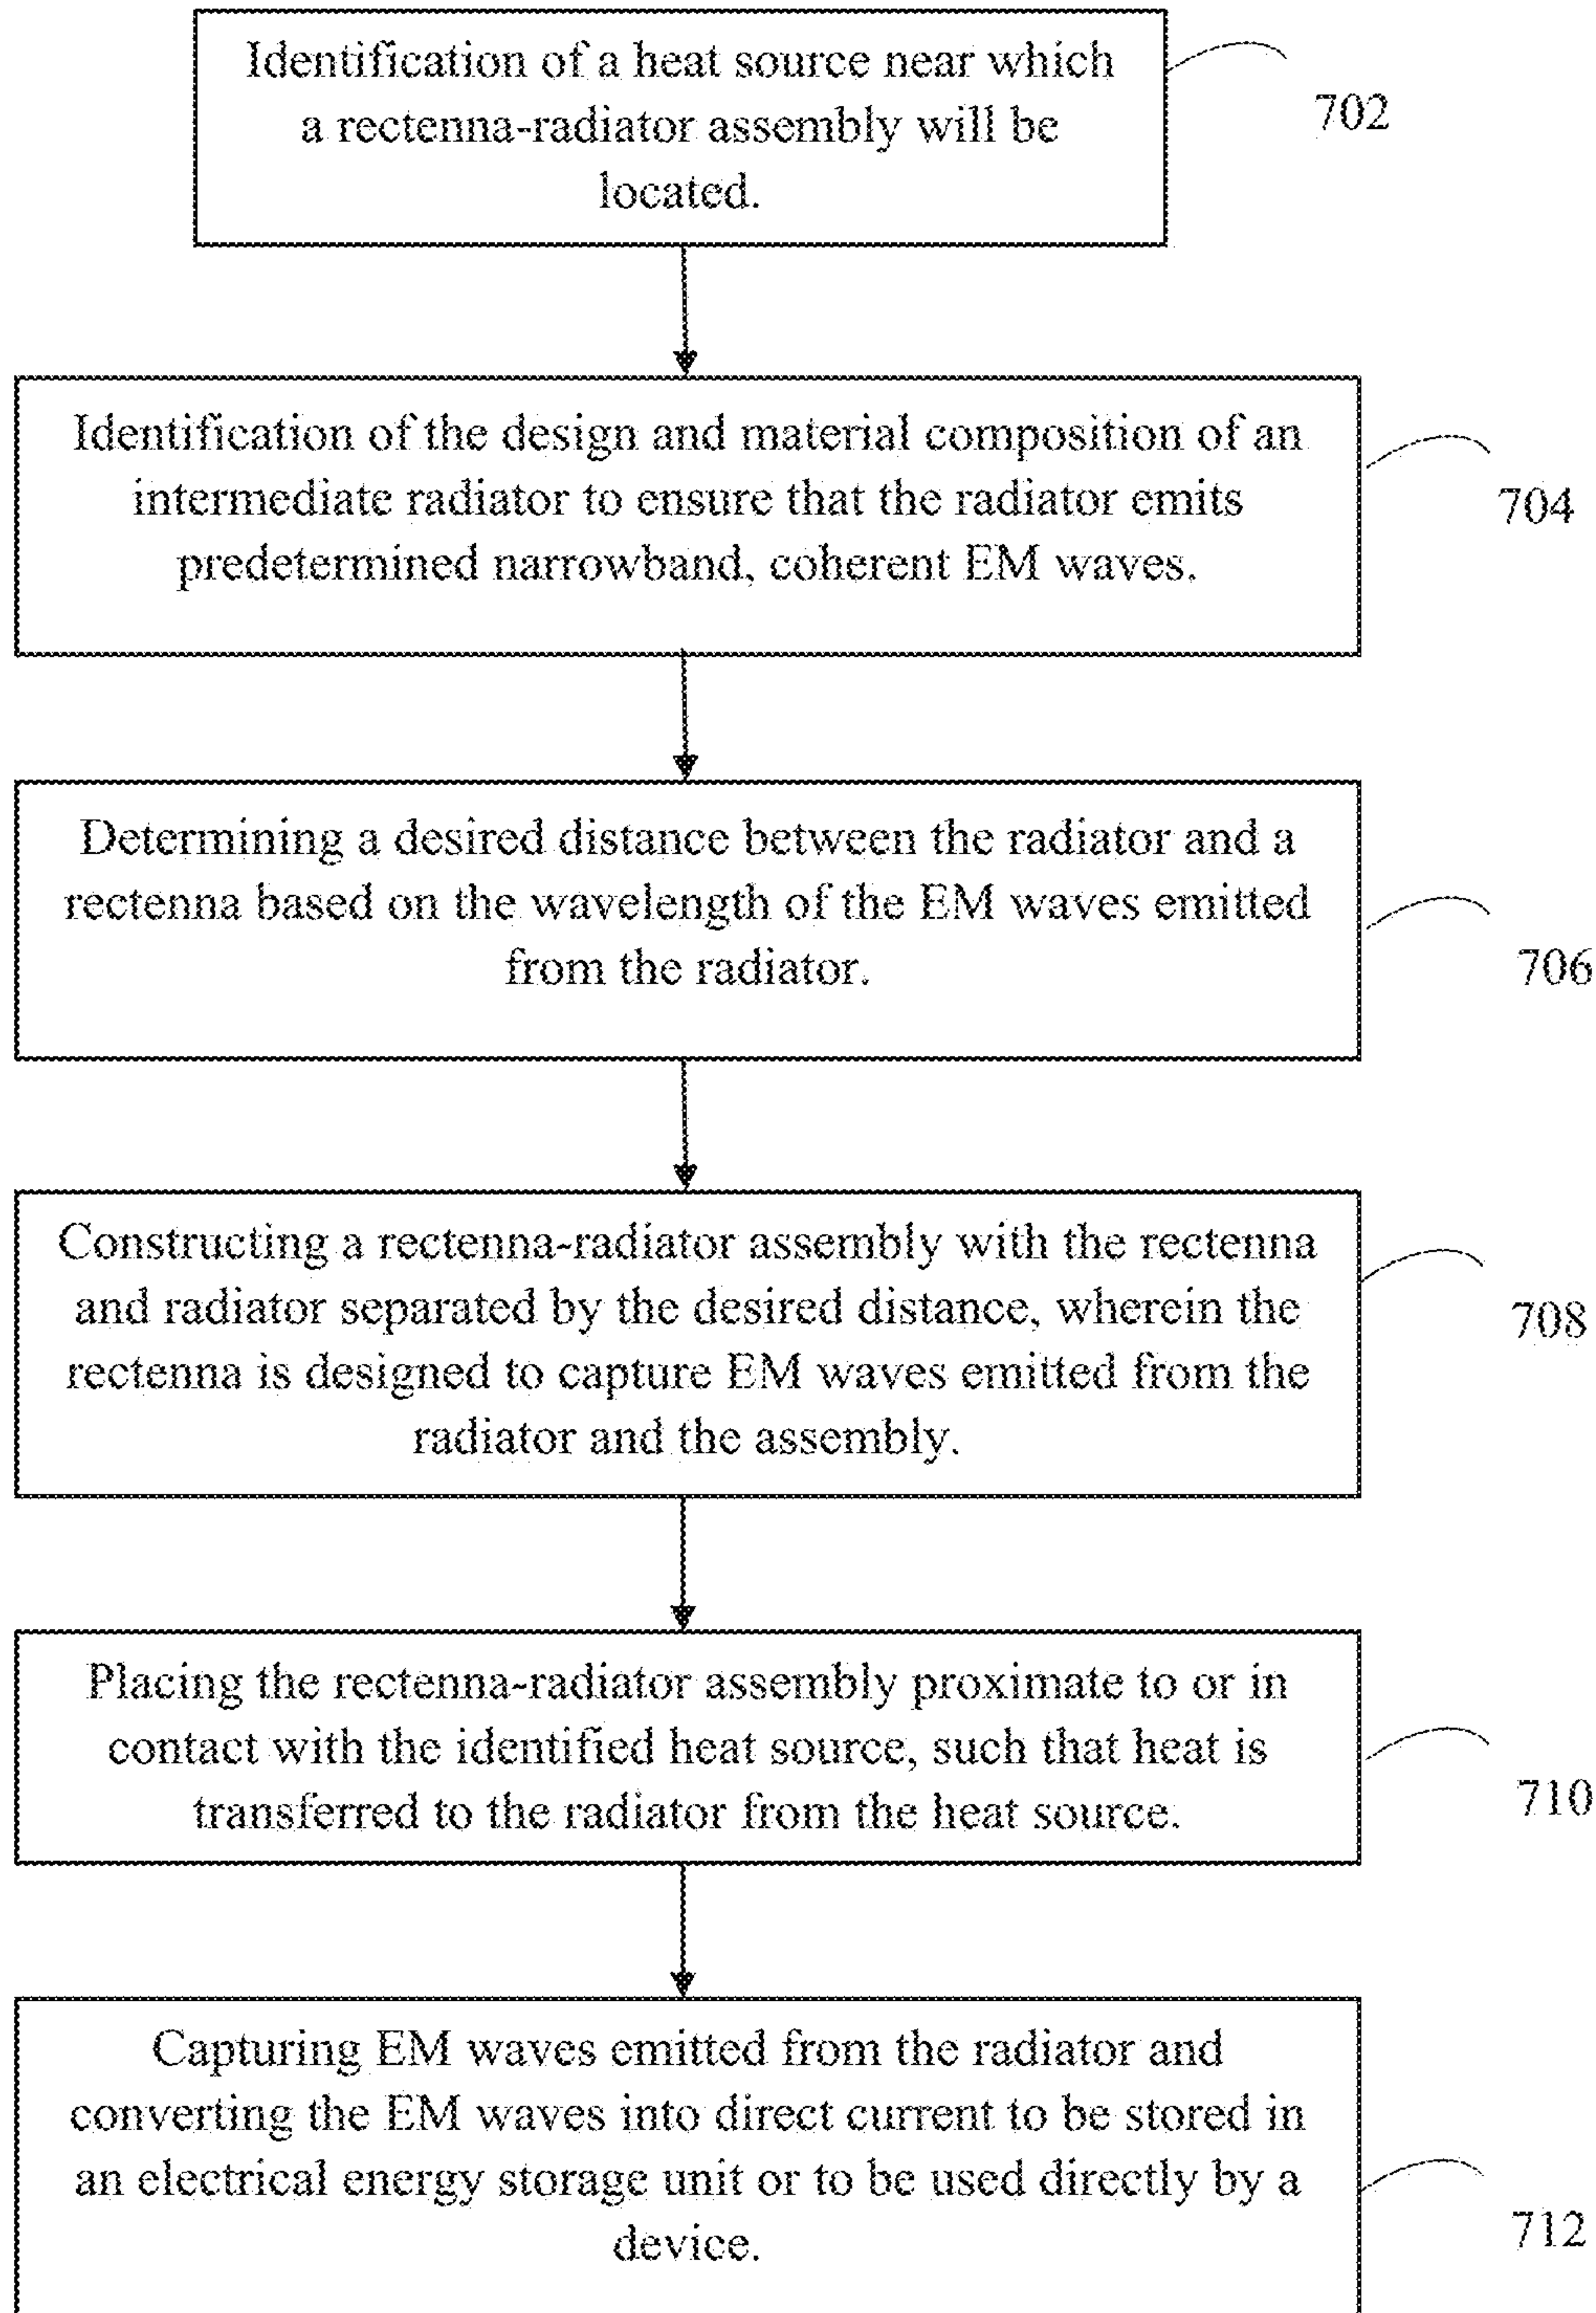 Identification of a heat source near which
a rectenna-radiator assembly will be
located.
702
Identification of the design and material composition of an
intermediate radiator to ensure that the radiator emits
predetermined narrowband, coherent EM waves.
704
Determining a desired distance between the radiator and a
rectenna based on the wavelength of the EM waves emitted
from the radiator.
706
Constructing a rectenna-radiator assembly with the rectenna
and radiator separated by the desired distance, wherein the
rectenna is designed to capture EM waves emitted from the
radiator and the assembly.
708
Placing the rectenna-radiator assembly proximate to or in
contact with the identified heat source, such that heat is
transferred to the radiator from the heat source.
710
Capturing EM waves emitted from the radiator and
converting the EM waves into direct current to be stored in
an electrical energy storage unit or to be used directly by a
device.
712